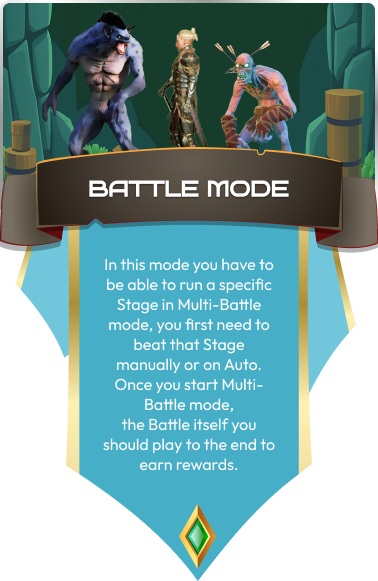 BATTLE MODE
In this mode you have to
be able to run a specific
Stage in Multi-Battle
mode, you first need to
beat that Stage
manually or on Auto.
Once you start Multi-
Battle mode,
the Battle itself you
should play to the end to
earn rewards.